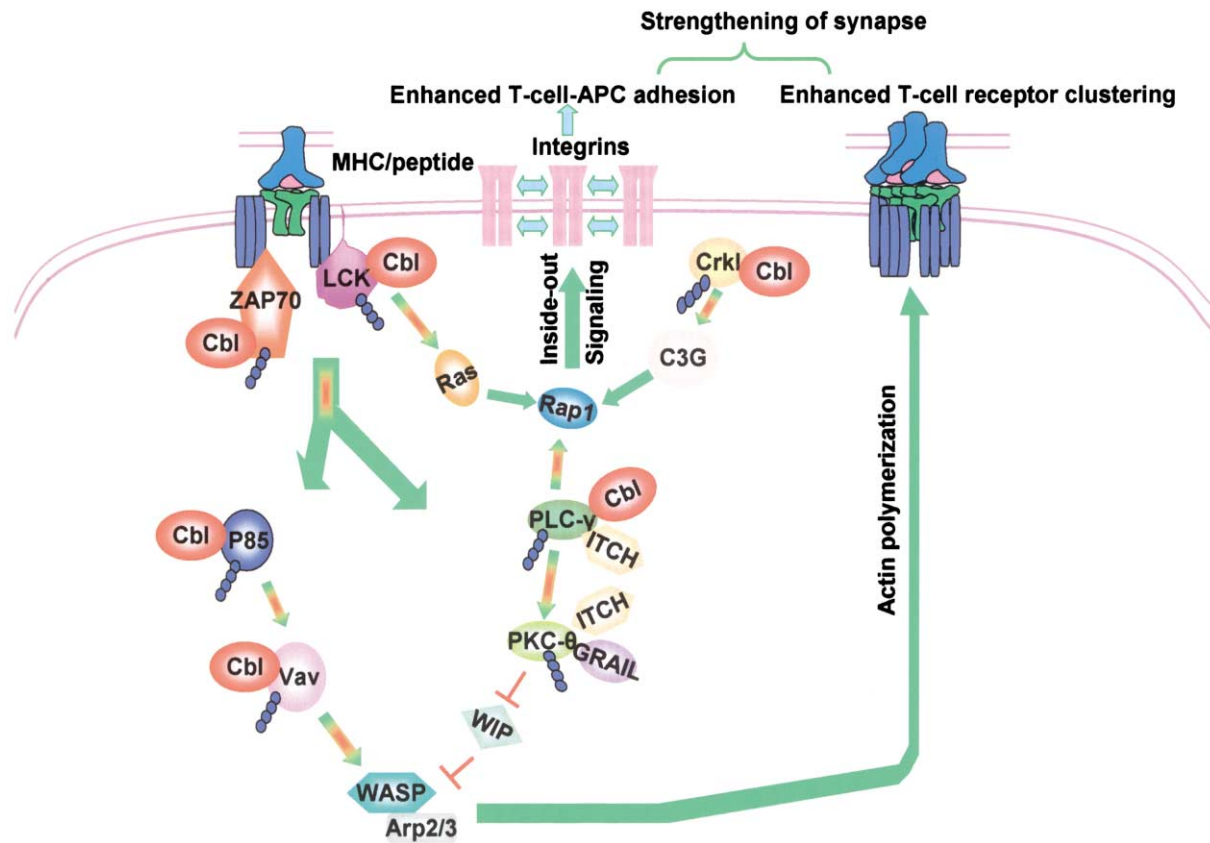 Strengthening of synapse
Enhanced T-cell-APC adhesion
Enhanced T-cell receptor clustering
MHC/peptide
Integrins
LCK
Cbl
Crkl
Cbl
ZAP70
Cbl
Inside-out
Signaling
C3G
Ras
Rap1
Cbl
PLC-γ
ITCH
Cbl
P85
Actin polymerization
ITCH
PKC-θ
GRAIL
Cbl
Vav
WIP
WASP
Arp2/3